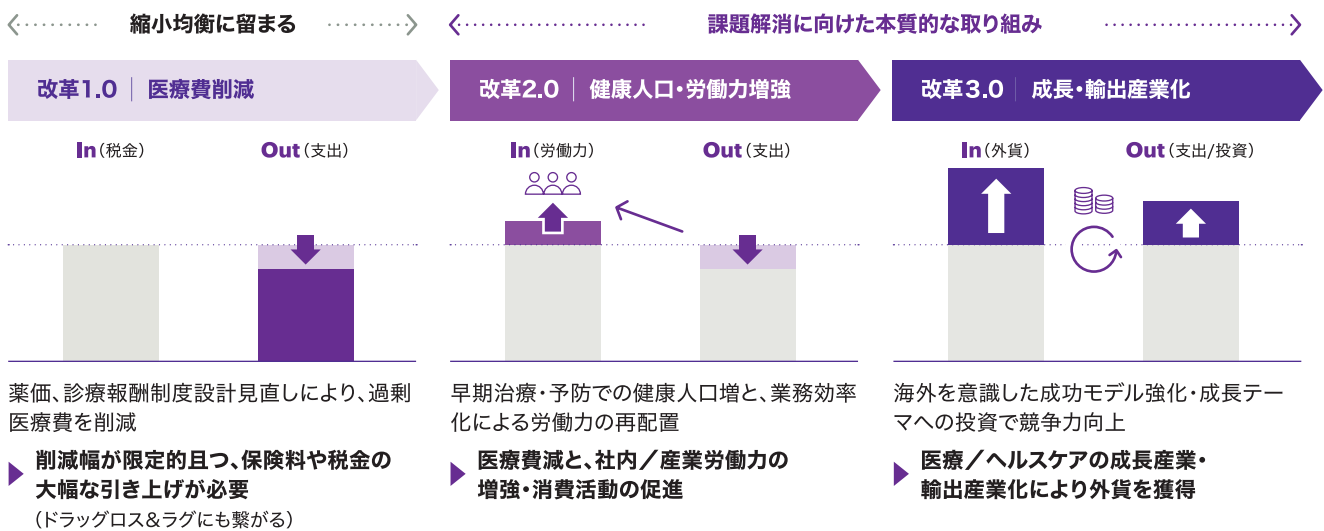 縮小均衡に留まる
課題解消に向けた本質的な取り組み
改革1.0｜医療費削減
改革2.0｜健康人口・労働力増強
改革3.0｜成長・輸出産業化
In(税金)
Out(支出)
In(労働力)
Out(支出)
In(外貨)
Out(支出/投資)
薬価、診療報酬制度設計見直しにより、過剰
医療費を削減
削減幅が限定的且つ、保険料や税金の
大幅な引き上げが必要
(ドラッグロス&ラグにも繋がる)
早期治療・予防での健康人口増と、業務効率
化による労働力の再配置
医療費減と、社内／産業労働力の
増強・消費活動の促進
海外を意識した成功モデル強化・成長テー
マへの投資で競争力向上
医療／ヘルスケアの成長産業・
輸出産業化により外貨を獲得